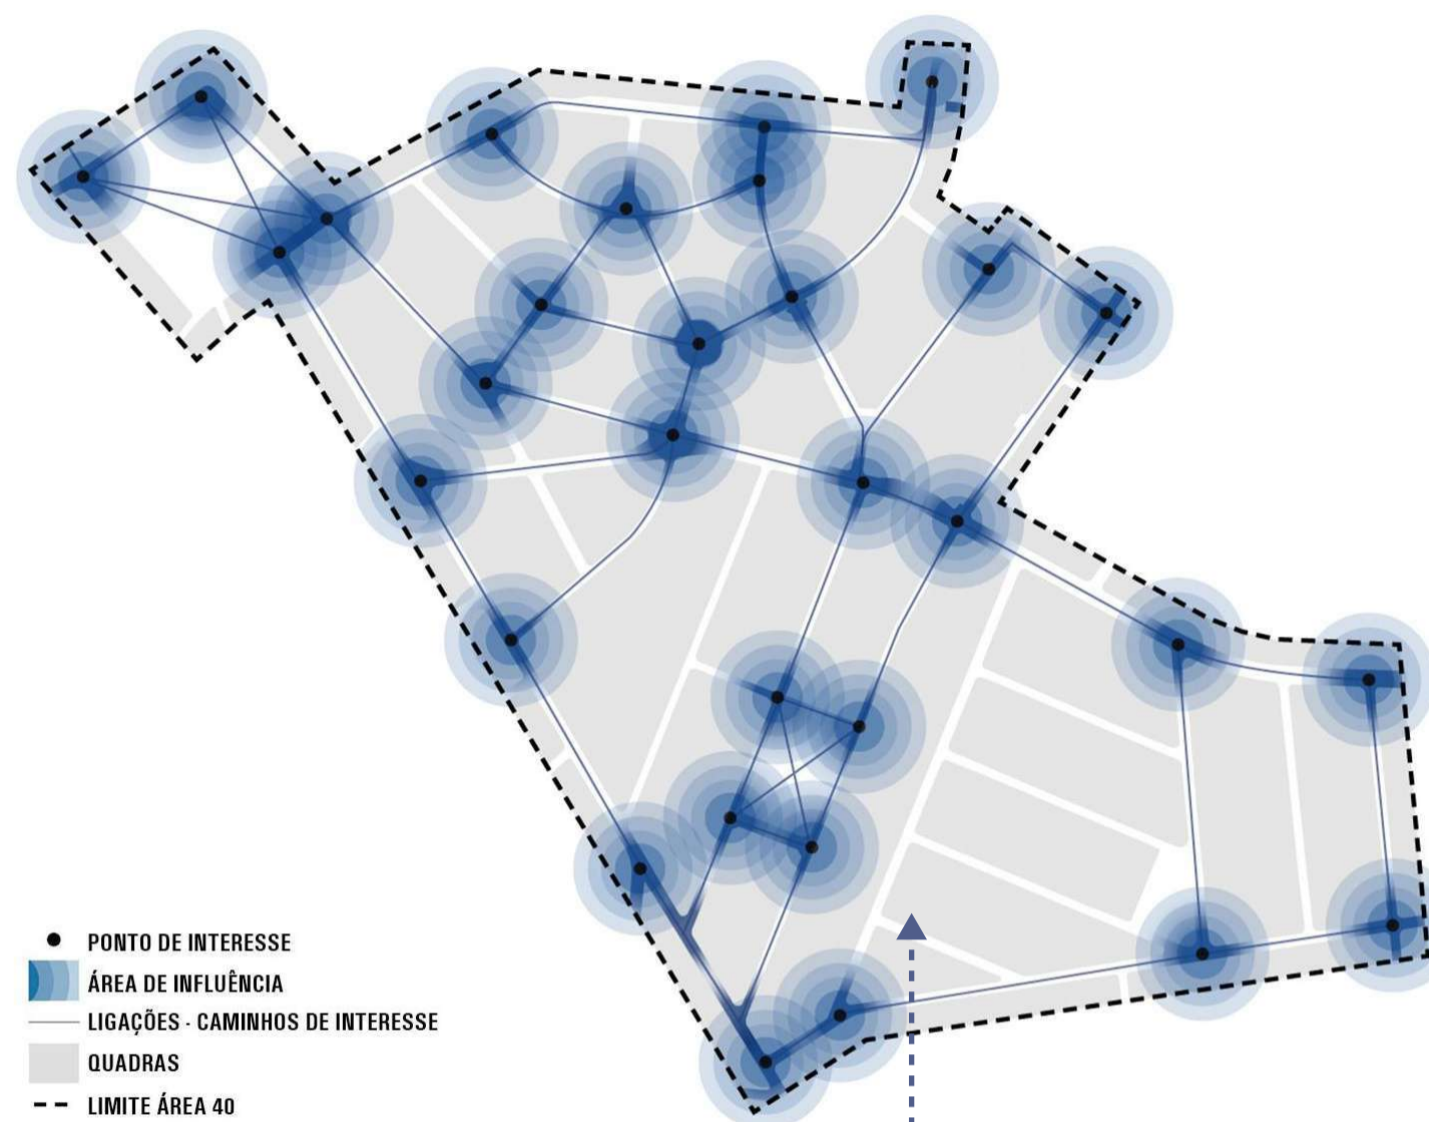 PONTO DE INTERESSE
ÁREA DE INFLUÊNCIA
LIGAÇÕES - CAMINHOS DE INTERESSE
QUADRAS
LIMITE ÁREA 40